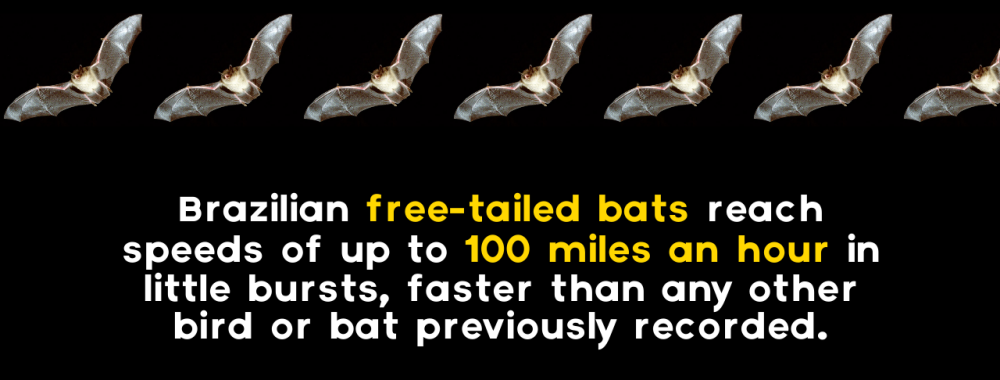 Brazilian free-tailed bats reach
speeds of up to 100 miles an hour in
little bursts, faster than any other
bird or bat previously recorded.